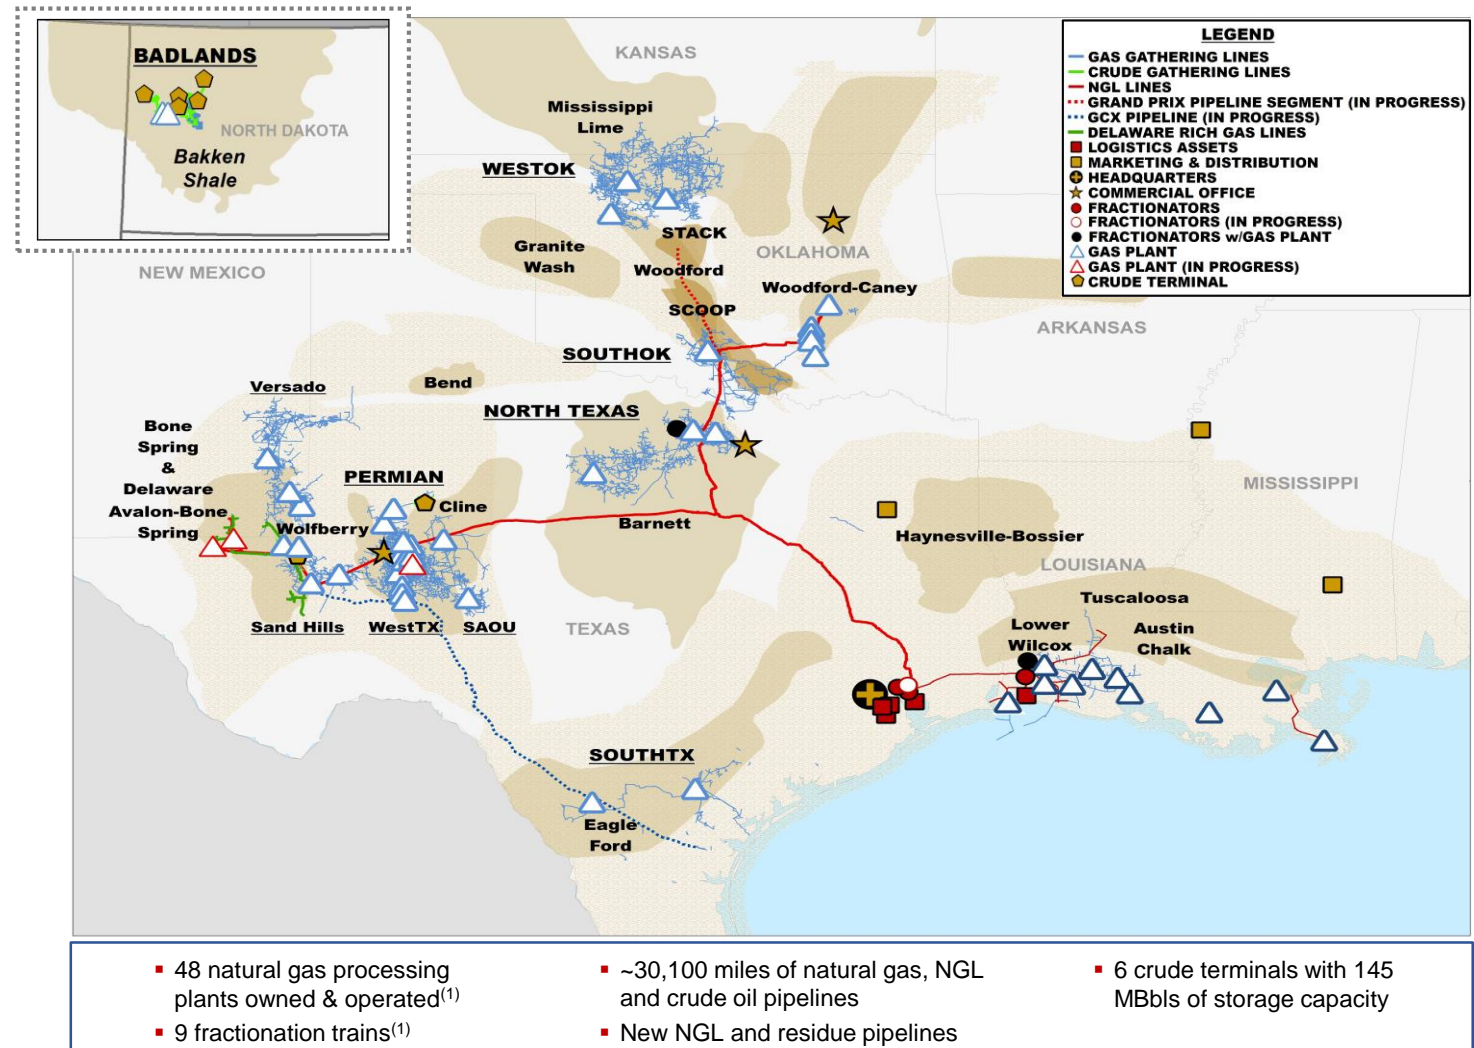 BADLANDS
NORTH DAKOTA
Bakken
Shale
KANSAS
Mississippi
Lime
WESTOK
STACK
Granite
Wash
Woodford
OKLAHOMA
NEW MEXICO
Woodford-Caney
SCOOP
ARKANSAS
SOUTHOK
Versado
Bend
NORTH TEXAS
Bone
Spring
&
Delaware
Avalon-Bone
Spring
PERMIAN
Cline
Wolfberry
Barnett
MISSISSIPPI
Haynesville-Bossier
LOUISIANA
Tuscaloosa
Sand Hills
WestTX
SAOU
TEXAS
Lower
Wilcox
Austin
Chalk
SOUTHTX
Eagle
Ford
LEGEND
GAS GATHERING LINES
CRUDE GATHERING LINES
NGL LINES
GRAND PRIX PIPELINE SEGMENT (IN PROGRESS)
GCX PIPELINE (IN PROGRESS)
DELAWARE RICH GAS LINES
LOGISTICS ASSETS
MARKETING & DISTRIBUTION
HEADQUARTERS
COMMERCIAL OFFICE
FRACTIONATORS
FRACTIONATORS (IN PROGRESS)
FRACTIONATORS w/GAS PLANT
GAS PLANT
GAS PLANT (IN PROGRESS)
CRUDE TERMINAL
▪ 48 natural gas processing
plants owned & operated(1)
▪ 9 fractionation trains(1)
▪ ~30,100 miles of natural gas, NGL
and crude oil pipelines
▪ New NGL and residue pipelines
▪ 6 crude terminals with 145
MBbls of storage capacity